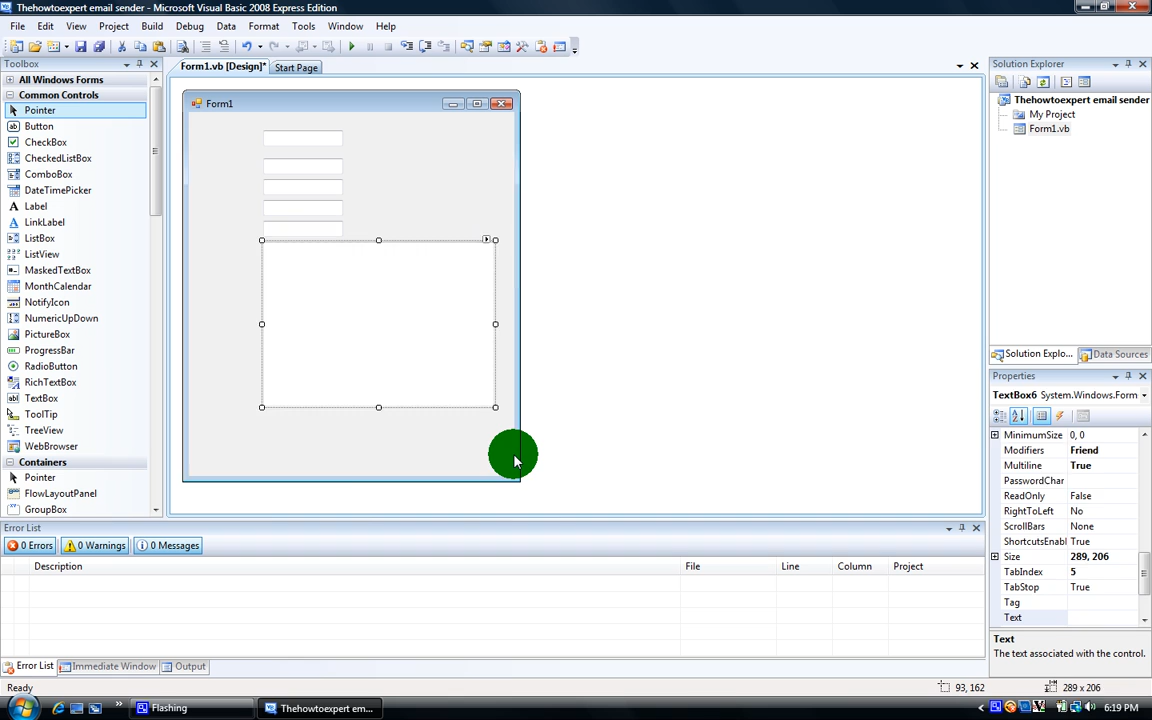 Thehowtoexpert email sender - Microsoft Visual Basic 2008 Express Edition
File Edit View Project Build Debug Data Format Tools Window Help
Toolbox
All Windows Forms
Common Controls
Pointer
Button
CheckBox
CheckedListBox
ComboBox
DateTimePicker
Label
LinkLabel
ListBox
ListView
MaskedTextBox
MonthCalendar
NotifyIcon
NumericUpDown
PictureBox
ProgressBar
RadioButton
RichTextBox
TextBox
ToolTip
TreeView
WebBrowser
Containers
Pointer
FlowLayoutPanel
GroupBox
Form1.vb [Design]* Start Page
Form1
Solution Explorer
Thehowtoexpert email sender
My Project
Form1.vb
Solution Explo... Data Sources
Properties
TextBox6 System.Windows.Form
MinimumSize 0, 0
Modifiers Friend
Multiline True
PasswordChar
ReadOnly False
RightToLeft No
ScrollBars None
ShortcutsEnabl True
Size 289, 206
TabIndex 5
TabStop True
Tag
Text
Text
The text associated with the control.
Error List
0 Errors 0 Warnings 0 Messages
Description File Line Column Project
Error List Immediate Window Output
Ready 93, 162 289 x 206
Flashing Thehowtoexpert em... 6:19 PM